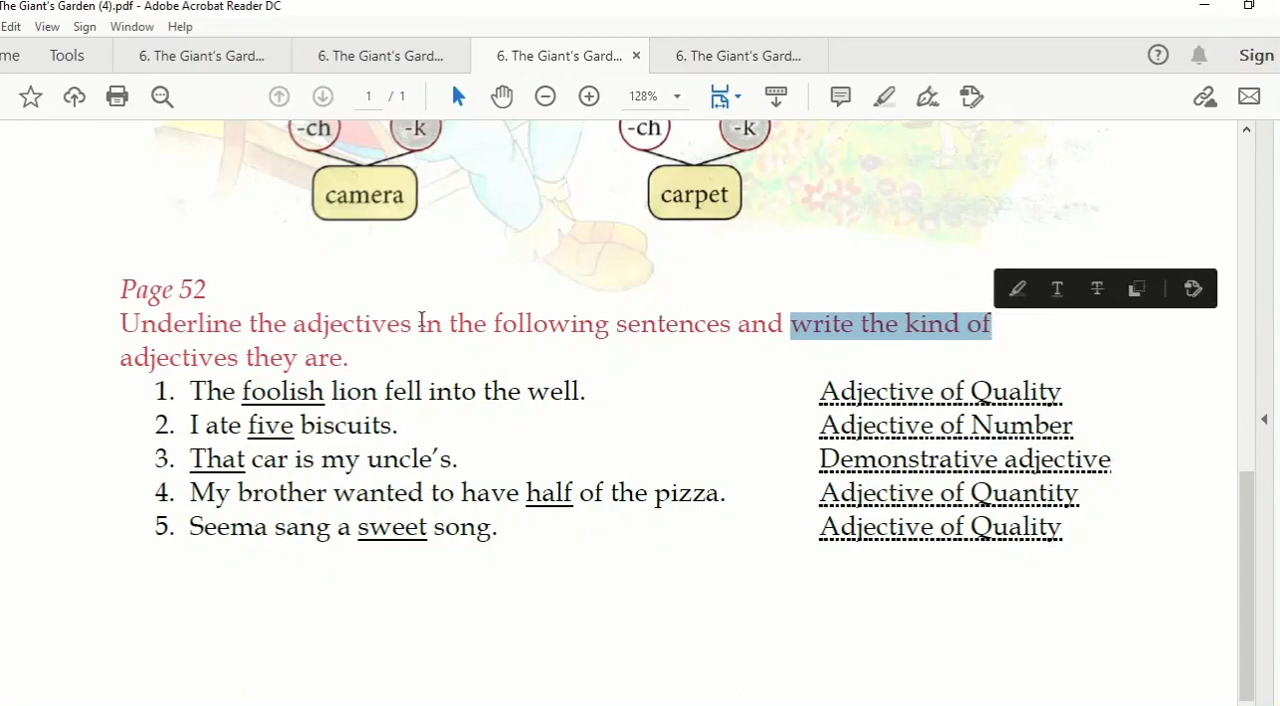 The Giant's Garden (4).pdf - Adobe Acrobat Reader DC
Edit View Sign Window Help
me Tools 6. The Giant's Gard... 6. The Giant's Gard... 6. The Giant's Gard... × 6. The Giant's Gard... Sign
1 / 1 128%
-ch -k -ch -k
camera carpet
Page 52
Underline the adjectives in the following sentences and write the kind of
adjectives they are.
1. The foolish lion fell into the well. Adjective of Quality
2. I ate five biscuits. Adjective of Number
3. That car is my uncle's. Demonstrative adjective
4. My brother wanted to have half of the pizza. Adjective of Quantity
5. Seema sang a sweet song. Adjective of Quality